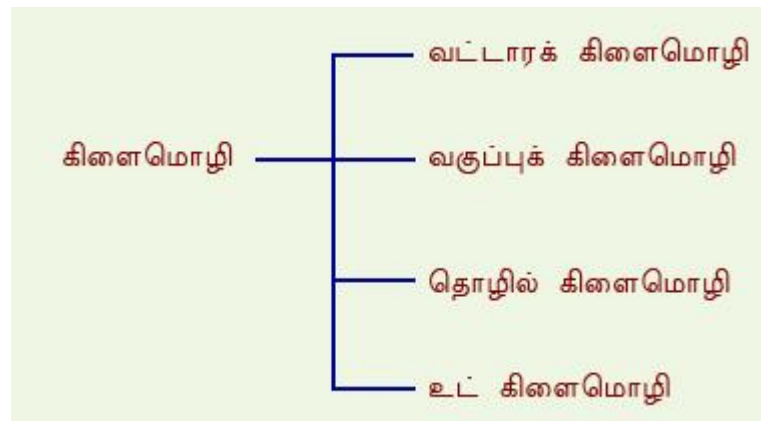 வட்டாரக் கிளைமொழி
கிளைமொழி
வகுப்புக் கிளைமொழி
தொழில் கிளைமொழி
உட் கிளைமொழி